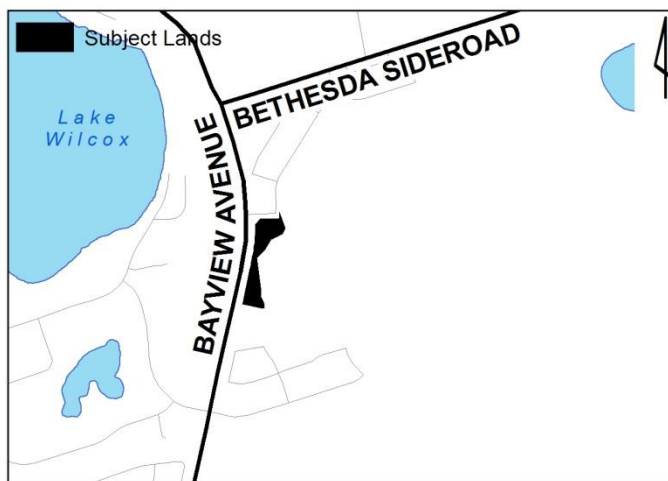 Subject Lands
BETHESDA SIDEROAD
Lake
Wilcox
BAYVIEW AVENUE